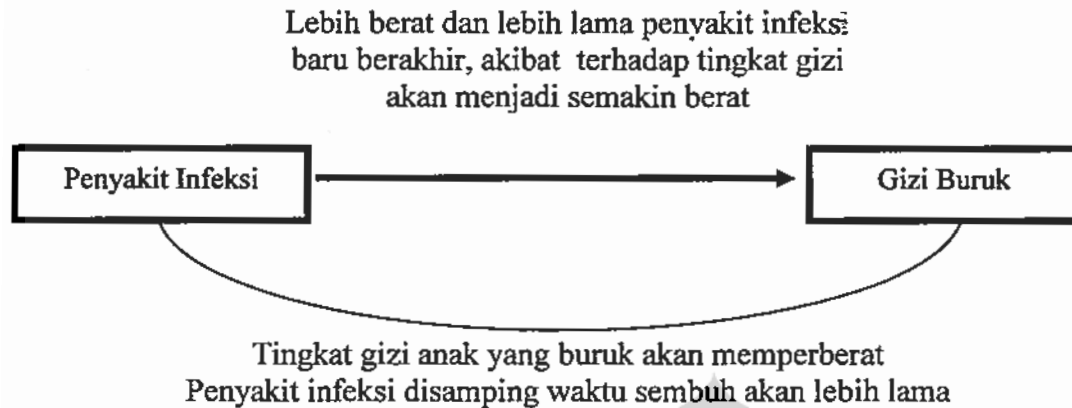 Lebih berat dan lebih lama penyakit infeksi
baru berakhir, akibat terhadap tingkat gizi
akan menjadi semakin berat
Penyakit Infeksi
Gizi Buruk
Tingkat gizi anak yang buruk akan memperberat
Penyakit infeksi disamping waktu sembuh akan lebih lama